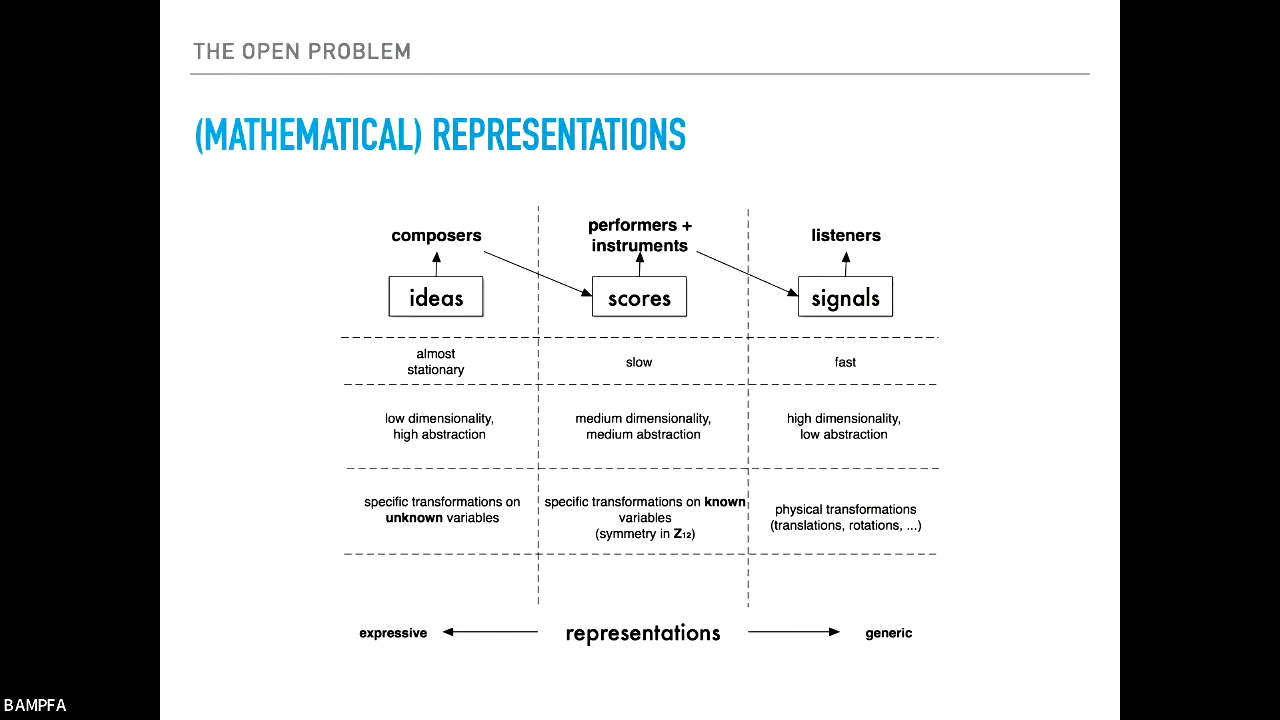 THE OPEN PROBLEM
(MATHEMATICAL) REPRESENTATIONS
composers
performers +
instruments
listeners
ideas
scores
signals
almost
stationary
slow
fast
low dimensionality,
high abstraction
medium dimensionality,
medium abstraction
high dimensionality,
low abstraction
specific transformations on
unknown variables
specific transformations on known
variables
(symmetry in Z₁₂)
physical transformations
(translations, rotations, ...)
expressive
representations
generic
BAMPFA